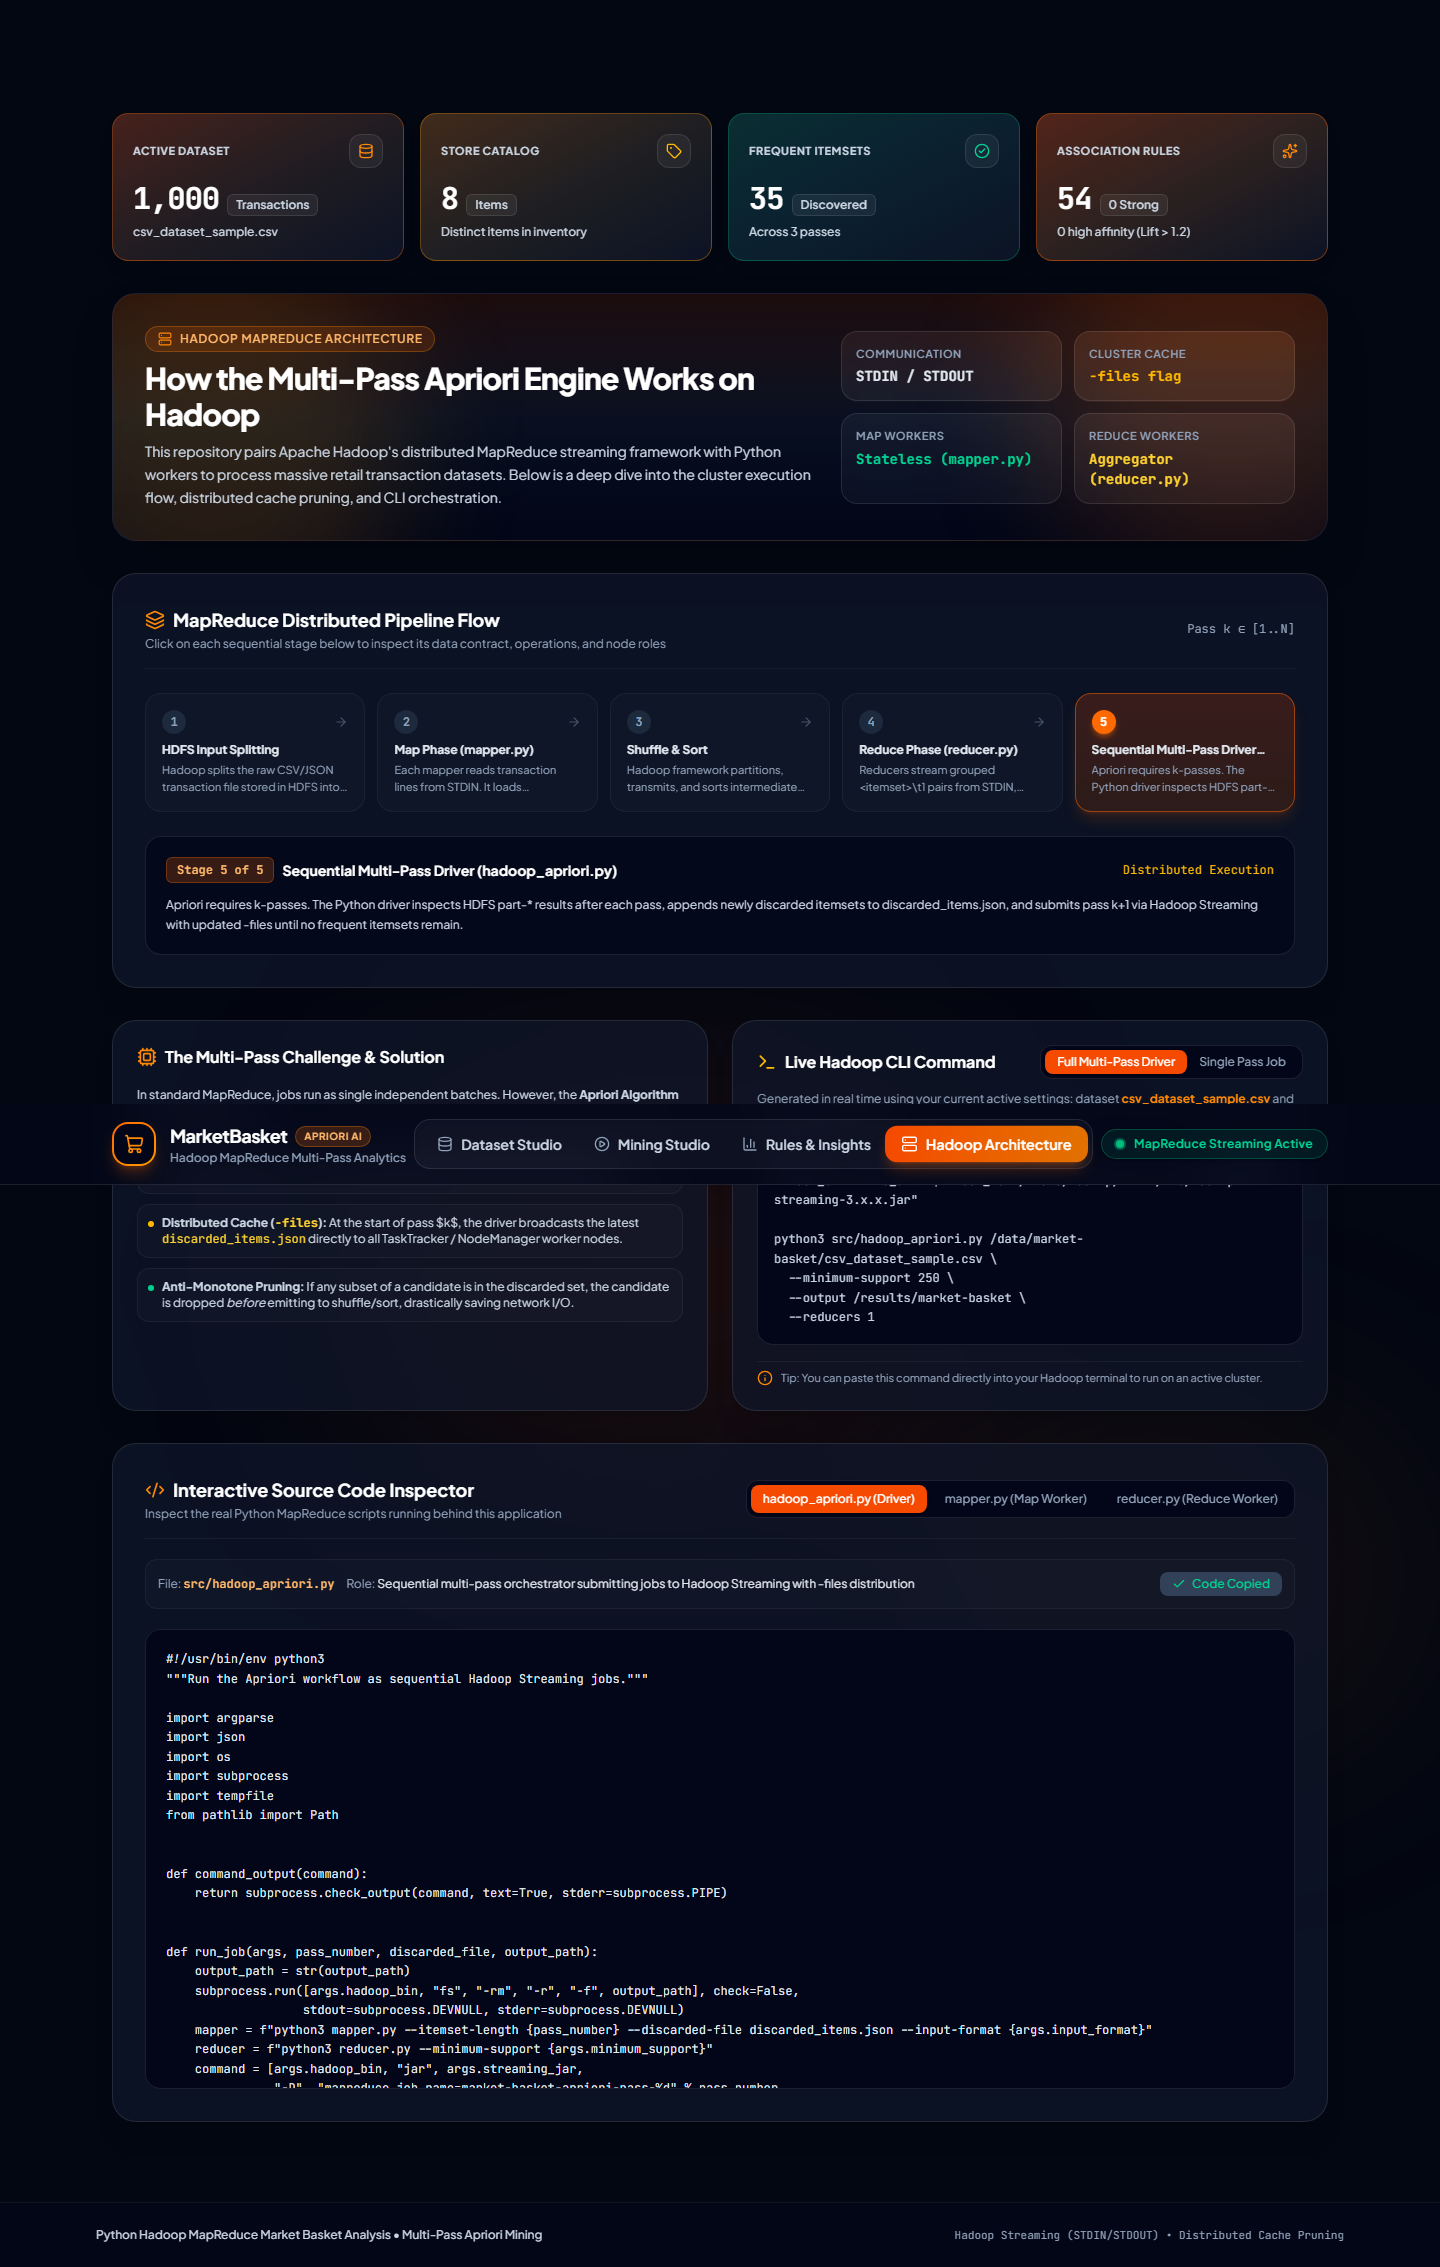 ACTIVE DATASET
1,000 Transactions
csv_dataset_sample.csv
STORE CATALOG
8 Items
Distinct items in inventory
FREQUENT ITEMSETS
35 Discovered
Across 3 passes
ASSOCIATION RULES
54 0 Strong
0 high affinity (Lift > 1.2)
HADOOP MAPREDUCE ARCHITECTURE
How the Multi-Pass Apriori Engine Works on
Hadoop
This repository pairs Apache Hadoop's distributed MapReduce streaming framework with Python
workers to process massive retail transaction datasets. Below is a deep dive into the cluster execution
flow, distributed cache pruning, and CLI orchestration.
COMMUNICATION
STDIN / STDOUT
CLUSTER CACHE
-files flag
MAP WORKERS
Stateless (mapper.py)
REDUCE WORKERS
Aggregator
(reducer.py)
MapReduce Distributed Pipeline Flow
Click on each sequential stage below to inspect its data contract, operations, and node roles
Pass k ∈ [1..N]
1
HDFS Input Splitting
Hadoop splits the raw CSV/JSON
transaction file stored in HDFS into…
2
Map Phase (mapper.py)
Each mapper reads transaction
lines from STDIN. It loads…
3
Shuffle & Sort
Hadoop framework partitions,
transmits, and sorts intermediate…
4
Reduce Phase (reducer.py)
Reducers stream grouped
<itemset>\t1 pairs from STDIN,…
5
Sequential Multi-Pass Driver…
Apriori requires k-passes. The
Python driver inspects HDFS part-…
Stage 5 of 5 Sequential Multi-Pass Driver (hadoop_apriori.py)
Distributed Execution
Apriori requires k-passes. The Python driver inspects HDFS part-* results after each pass, appends newly discarded itemsets to discarded_items.json, and submits pass k+1 via Hadoop Streaming
with updated -files until no frequent itemsets remain.
The Multi-Pass Challenge & Solution
In standard MapReduce, jobs run as single independent batches. However, the Apriori Algorithm
Live Hadoop CLI Command
Full Multi-Pass Driver Single Pass Job
Generated in real time using your current active settings: dataset csv_dataset_sample.csv and
MarketBasket APRIORI AI
Hadoop MapReduce Multi-Pass Analytics
Dataset Studio Mining Studio Rules & Insights Hadoop Architecture
MapReduce Streaming Active
Distributed Cache (-files): At the start of pass $k$, the driver broadcasts the latest
discarded_items.json directly to all TaskTracker / NodeManager worker nodes.
Anti-Monotone Pruning: If any subset of a candidate is in the discarded set, the candidate
is dropped before emitting to shuffle/sort, drastically saving network I/O.
streaming-3.x.x.jar"
python3 src/hadoop_apriori.py /data/market-
basket/csv_dataset_sample.csv \
--minimum-support 250 \
--output /results/market-basket \
--reducers 1
Tip: You can paste this command directly into your Hadoop terminal to run on an active cluster.
Interactive Source Code Inspector
Inspect the real Python MapReduce scripts running behind this application
hadoop_apriori.py (Driver) mapper.py (Map Worker) reducer.py (Reduce Worker)
File: src/hadoop_apriori.py Role: Sequential multi-pass orchestrator submitting jobs to Hadoop Streaming with -files distribution
Code Copied
#!/usr/bin/env python3
"""Run the Apriori workflow as sequential Hadoop Streaming jobs."""
import argparse
import json
import os
import subprocess
import tempfile
from pathlib import Path
def command_output(command):
return subprocess.check_output(command, text=True, stderr=subprocess.PIPE)
def run_job(args, pass_number, discarded_file, output_path):
output_path = str(output_path)
subprocess.run([args.hadoop_bin, "fs", "-rm", "-r", "-f", output_path], check=False,
stdout=subprocess.DEVNULL, stderr=subprocess.DEVNULL)
mapper = f"python3 mapper.py --itemset-length {pass_number} --discarded-file discarded_items.json --input-format {args.input_format}"
reducer = f"python3 reducer.py --minimum-support {args.minimum_support}"
command = [args.hadoop_bin, "jar", args.streaming_jar,
"-D", "mapreduce.job.name=market-basket-apriori-pass-%d" % pass_number,
Python Hadoop MapReduce Market Basket Analysis • Multi-Pass Apriori Mining
Hadoop Streaming (STDIN/STDOUT) • Distributed Cache Pruning